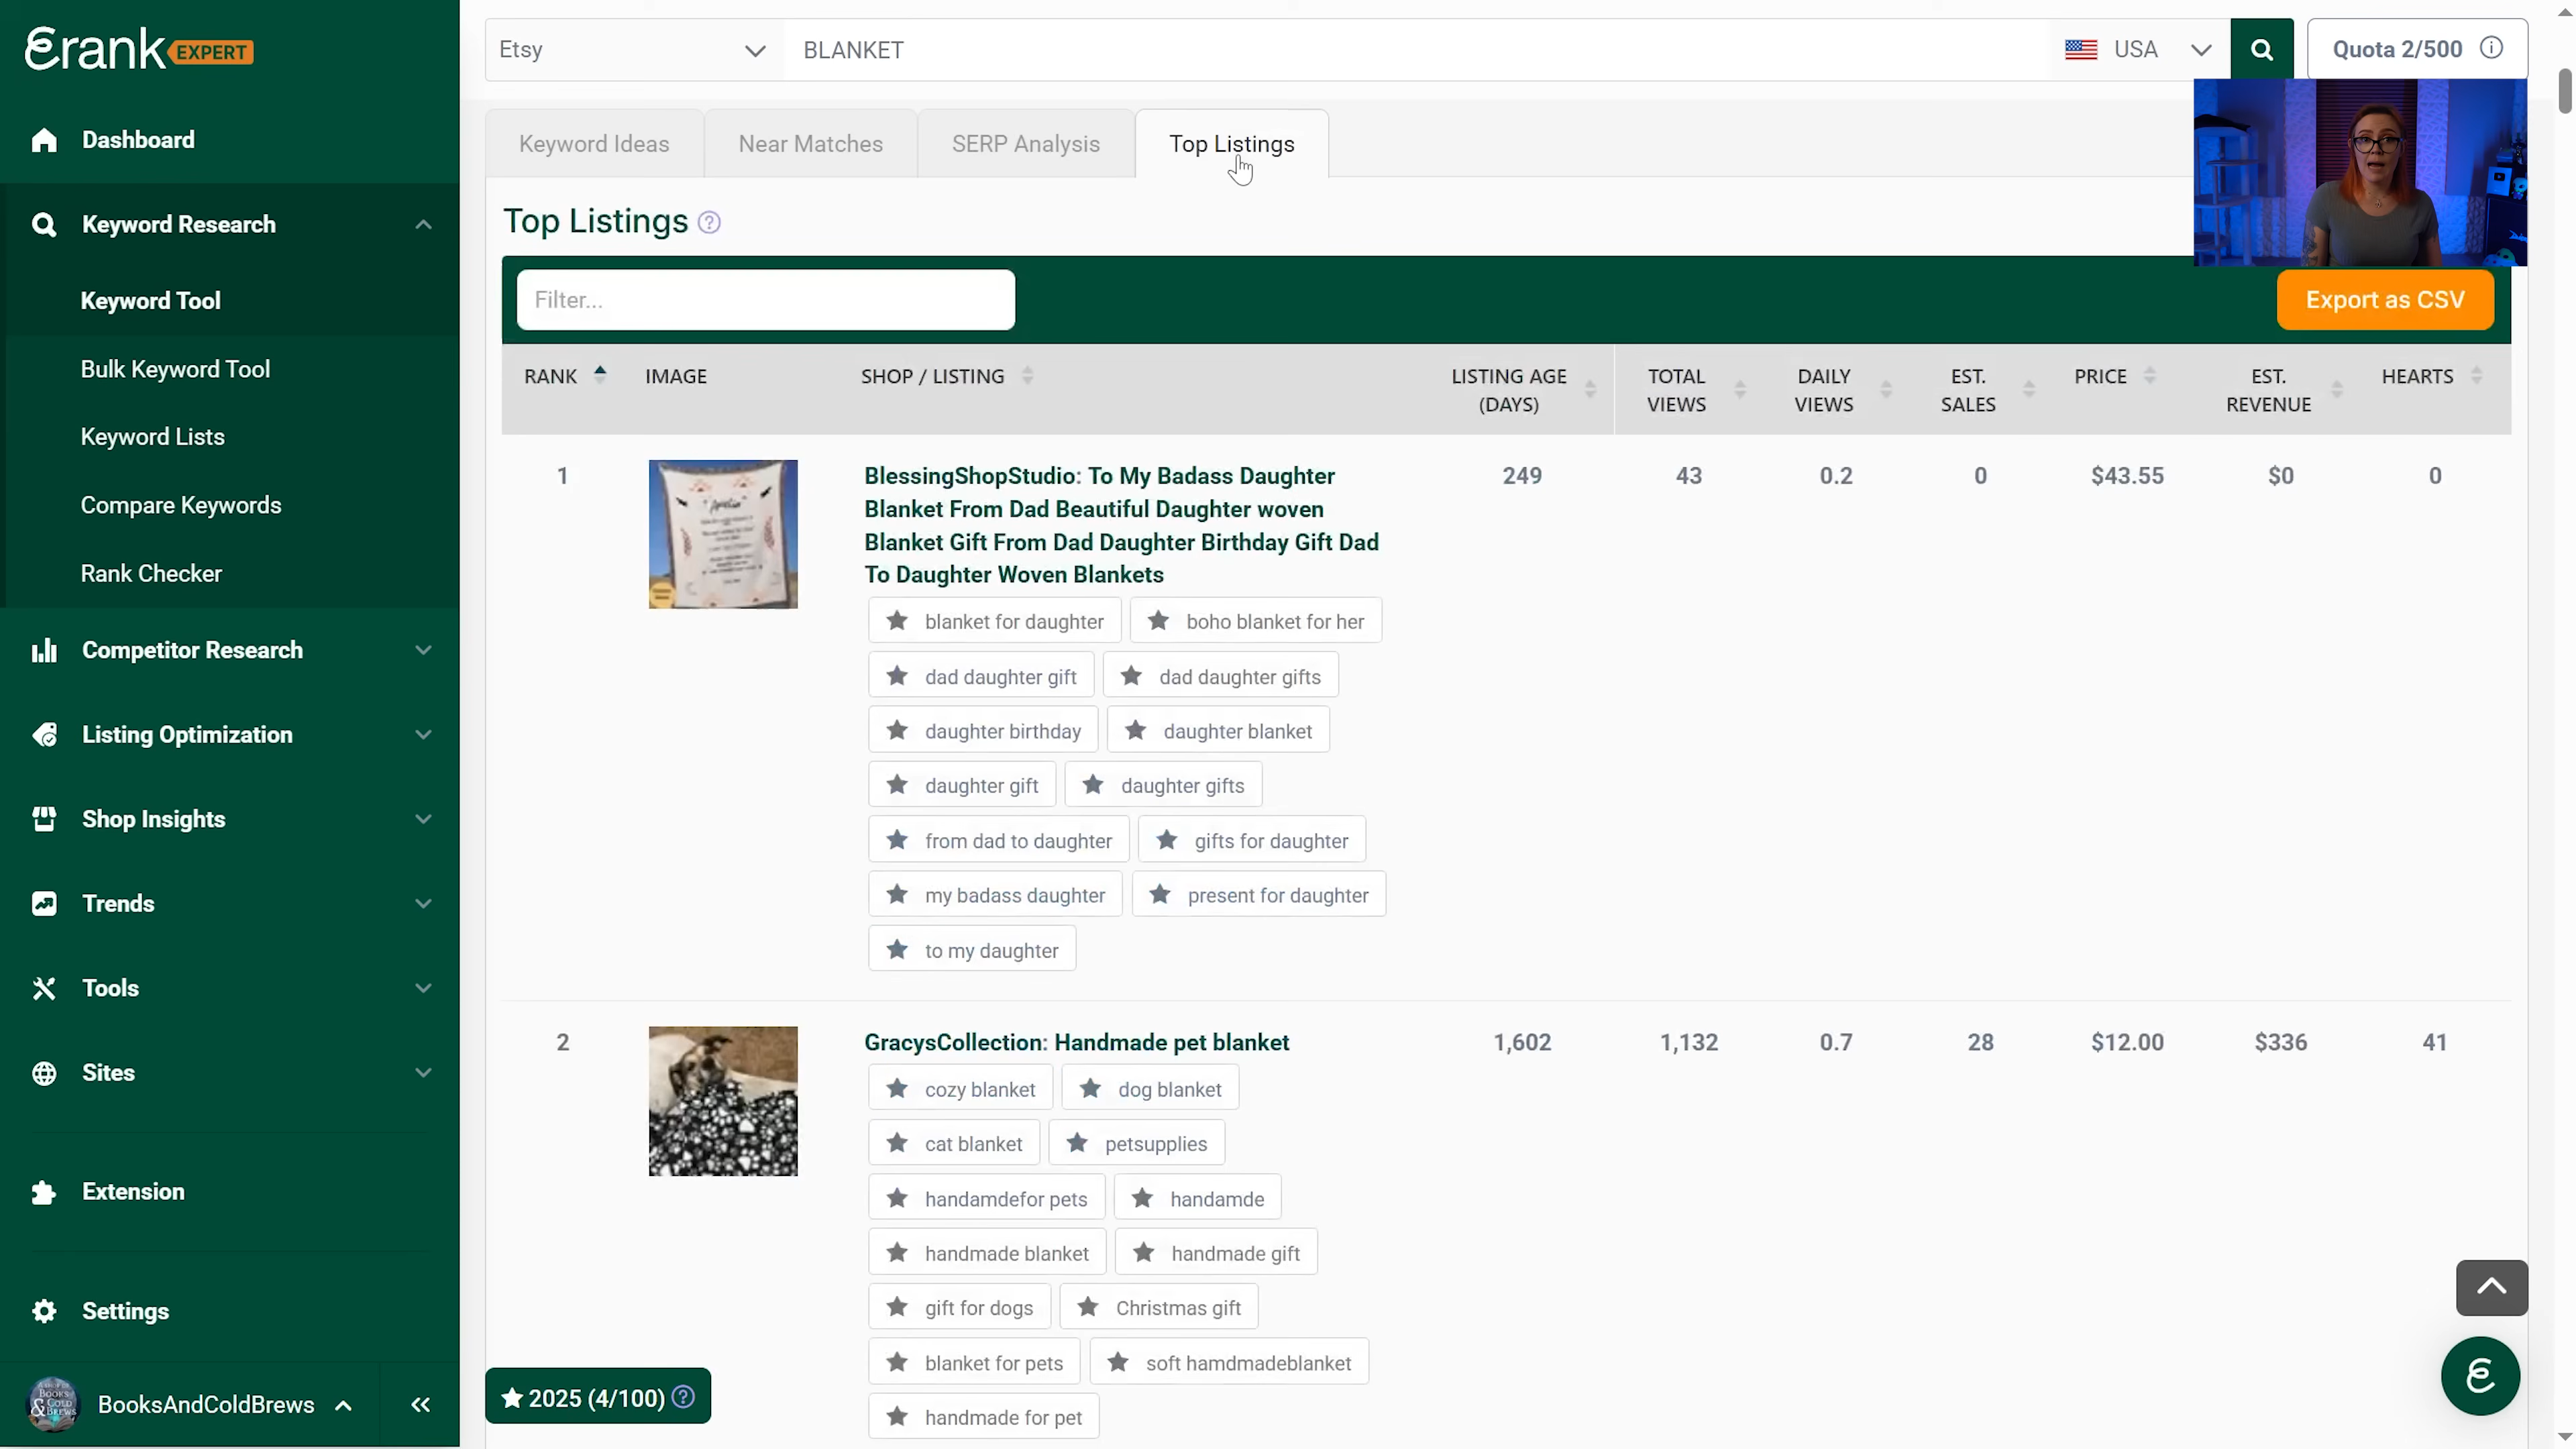 erank EXPERT
Etsy
BLANKET
USA
Quota 2/500
Dashboard
Keyword Research
Keyword Tool
Bulk Keyword Tool
Keyword Lists
Compare Keywords
Rank Checker
Competitor Research
Listing Optimization
Shop Insights
Trends
Tools
Sites
Extension
Settings
BooksAndColdBrews
Keyword Ideas
Near Matches
SERP Analysis
Top Listings
Top Listings
Filter...
Export as CSV
RANK
IMAGE
SHOP / LISTING
LISTING AGE
(DAYS)
TOTAL
VIEWS
DAILY
VIEWS
EST.
SALES
PRICE
EST.
REVENUE
HEARTS
1
BlessingShopStudio: To My Badass Daughter
Blanket From Dad Beautiful Daughter woven
Blanket Gift From Dad Daughter Birthday Gift Dad
To Daughter Woven Blankets
249
43
0.2
0
$43.55
$0
0
blanket for daughter
boho blanket for her
dad daughter gift
dad daughter gifts
daughter birthday
daughter blanket
daughter gift
daughter gifts
from dad to daughter
gifts for daughter
my badass daughter
present for daughter
to my daughter
2
GracysCollection: Handmade pet blanket
1,602
1,132
0.7
28
$12.00
$336
41
cozy blanket
dog blanket
cat blanket
petsupplies
handamdefor pets
handamde
handmade blanket
handmade gift
gift for dogs
Christmas gift
blanket for pets
soft hamdmadeblanket
handmade for pet
2025 (4/100)